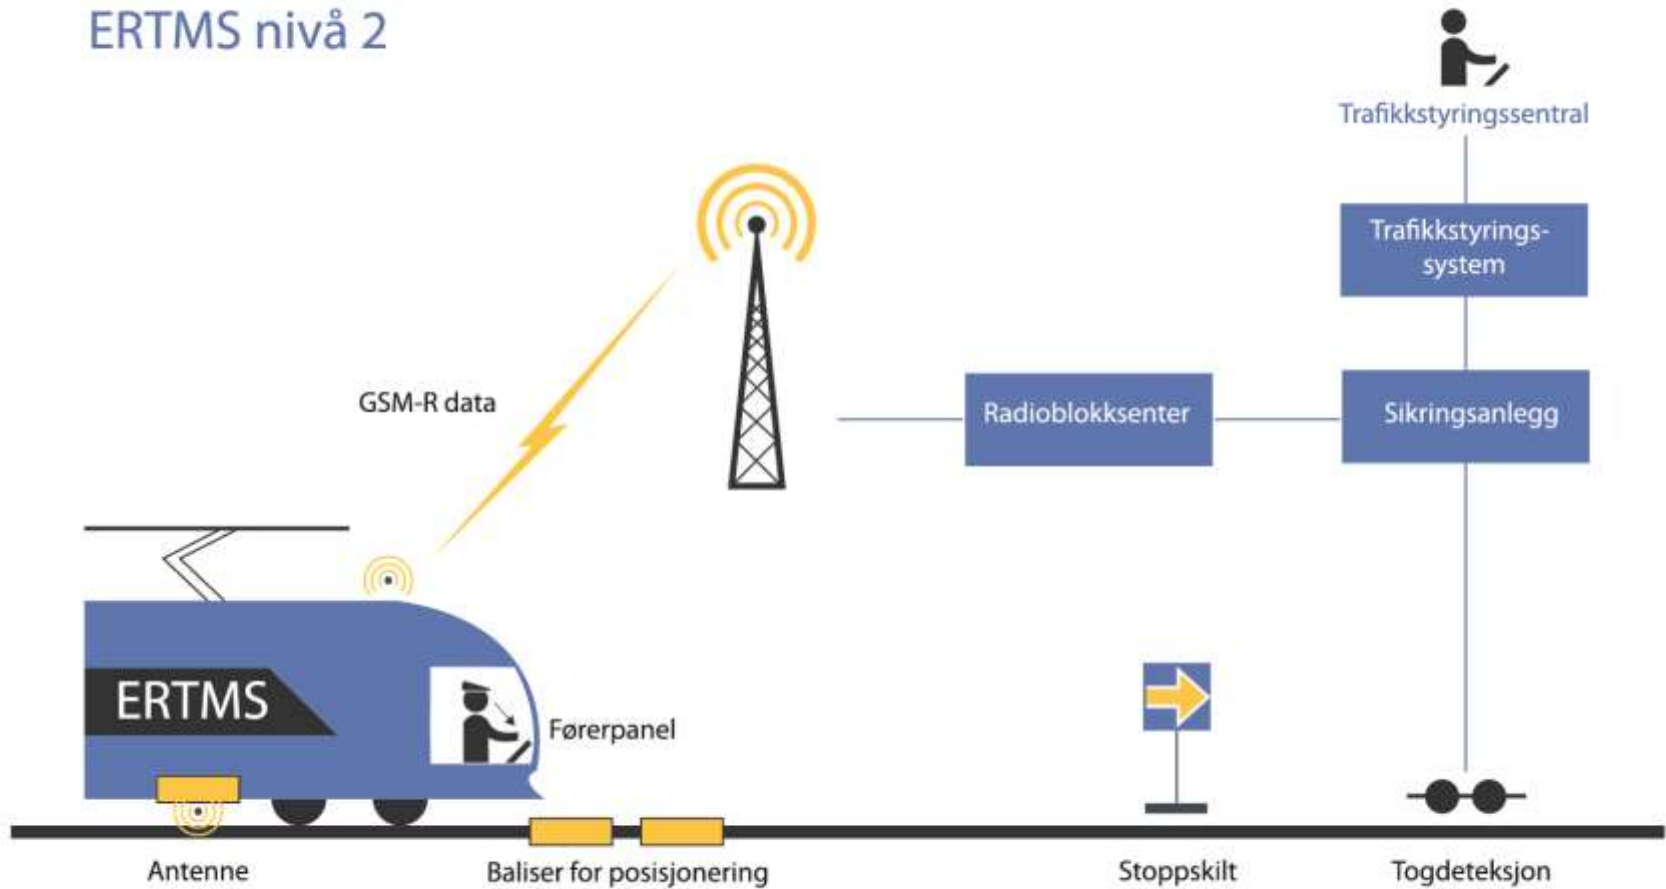 ERTMS nivå 2
Trafikkstyringssentral
Trafikkstyrings-
system
GSM-R data
Radioblokksenter
Sikringsanlegg
ERTMS
Førerpanel
Antenne
Baliser for posisjonering
Stoppskilt
Togdeteksjon